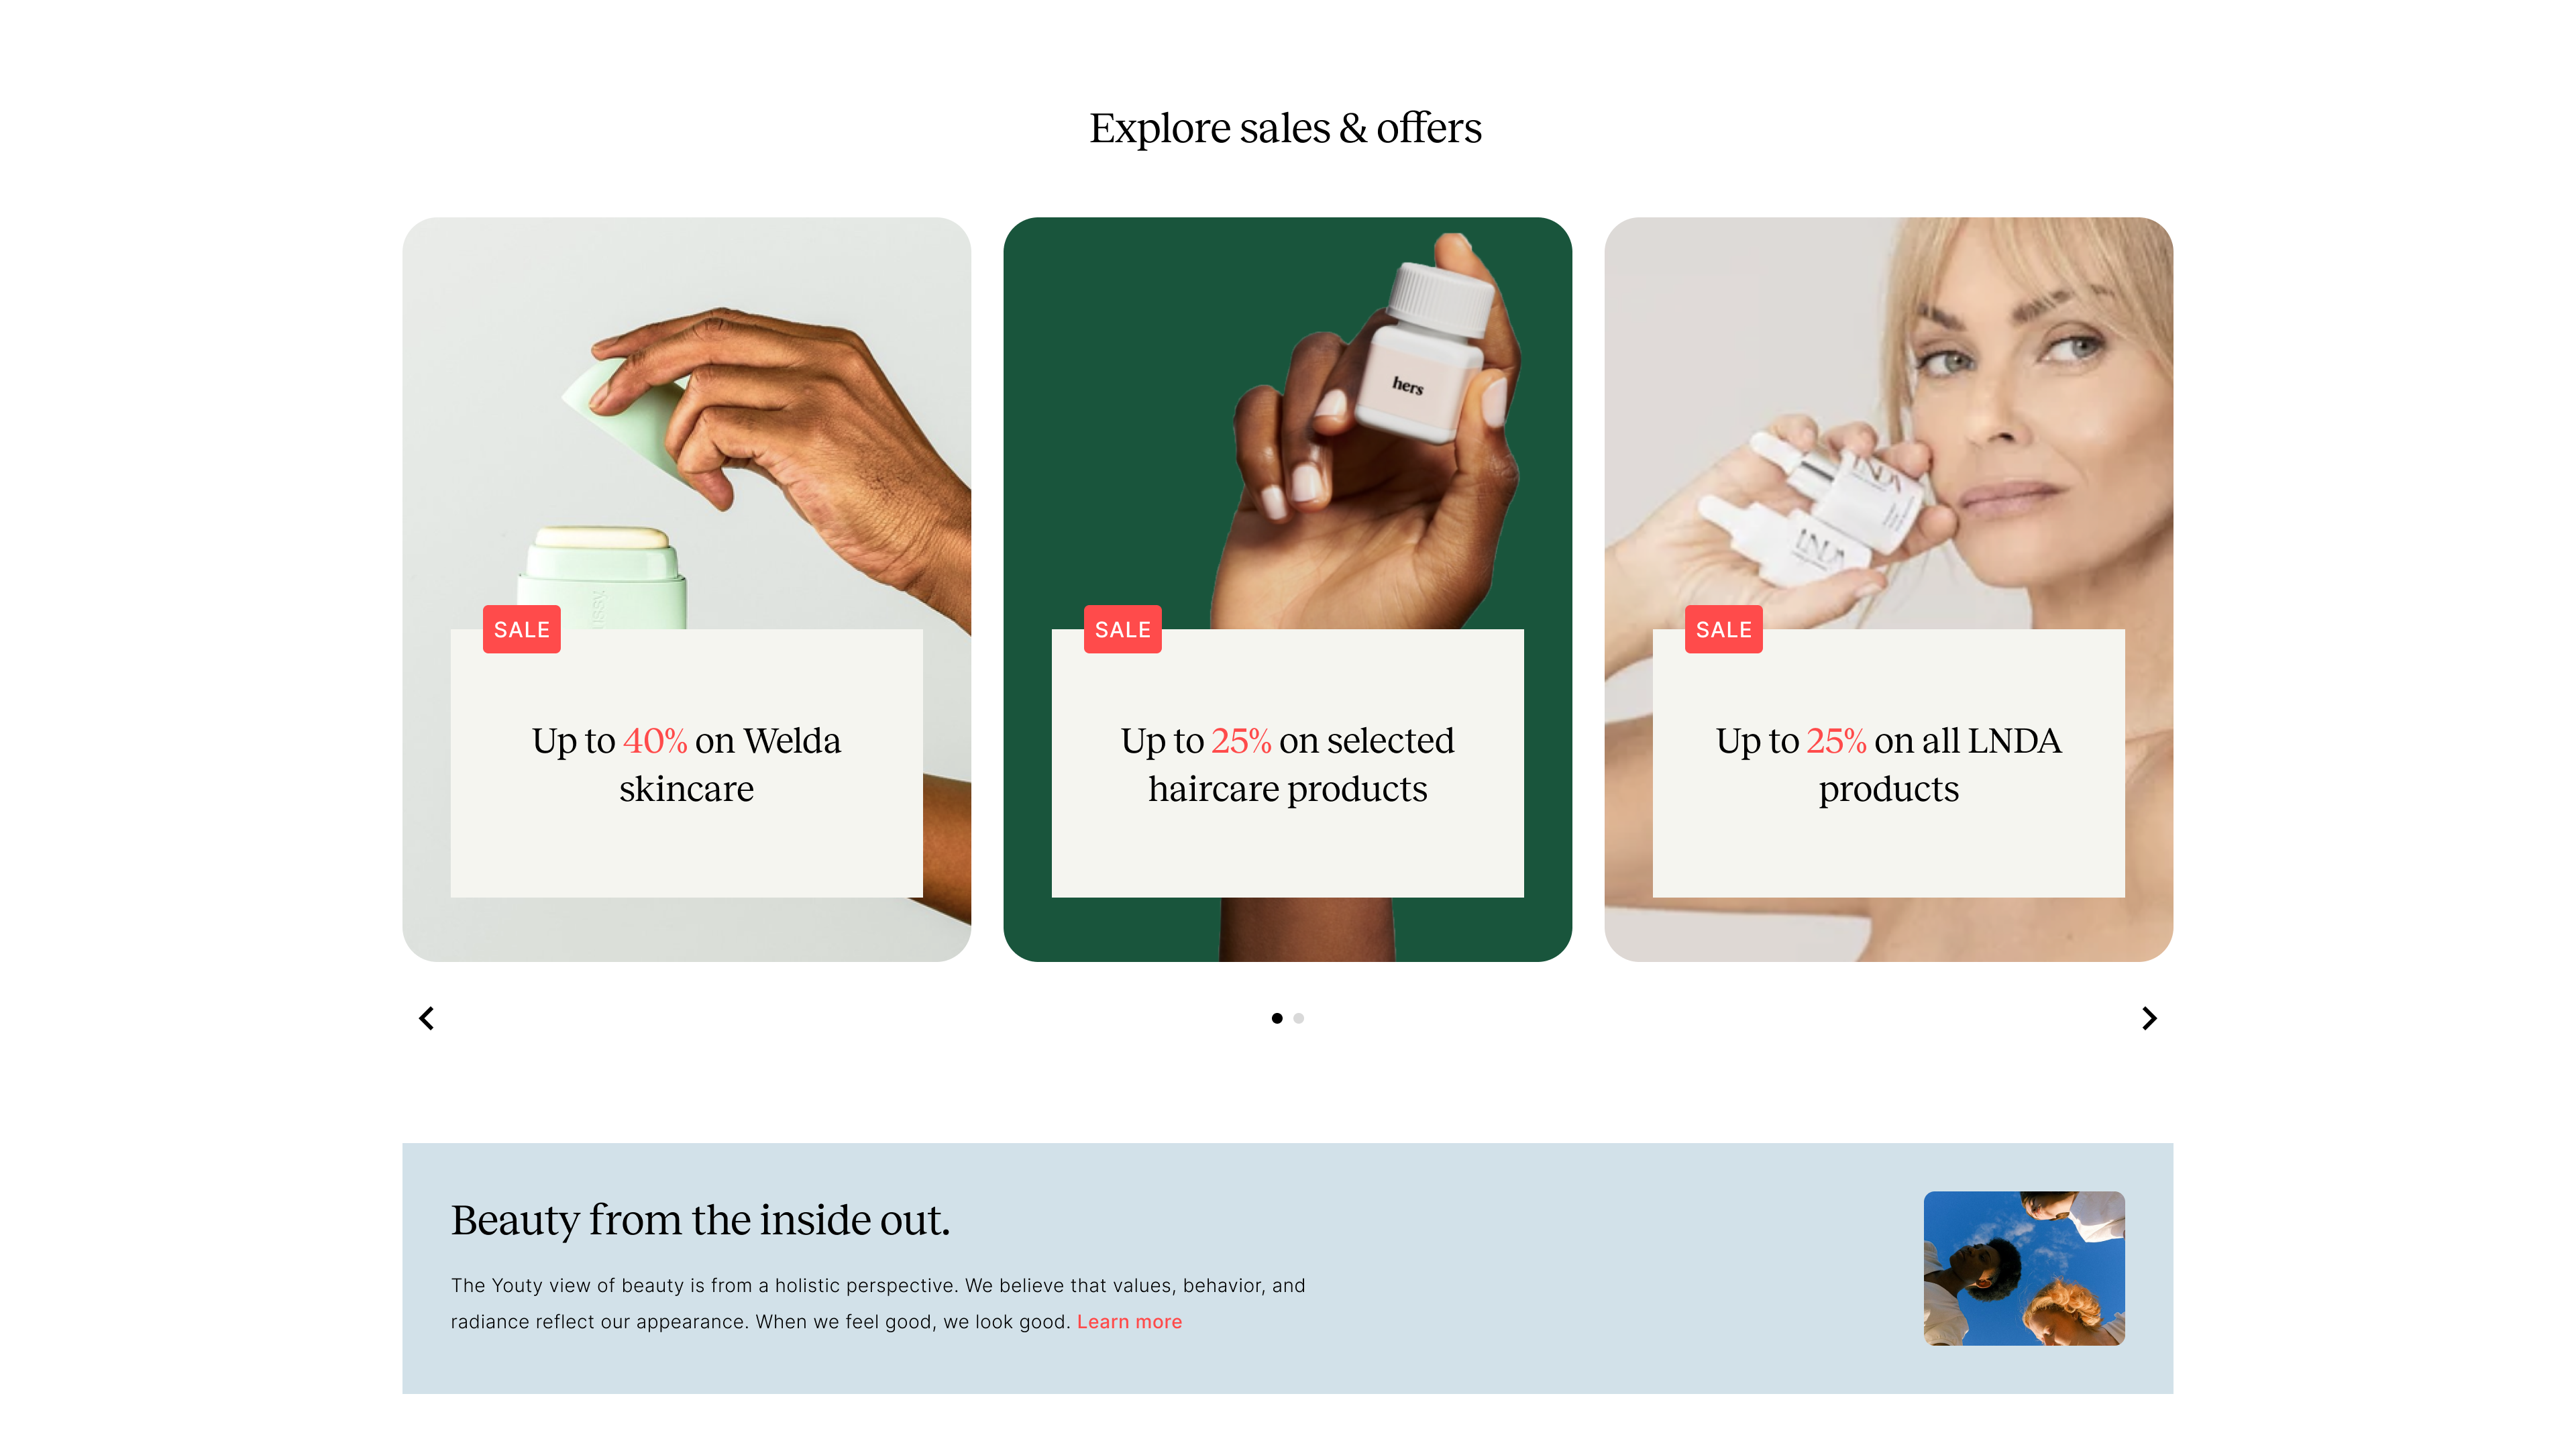 Explore sales & offers
hers
LNDA
LNDA
SALE
Up to 40% on Welda
skincare
SALE
Up to 25% on selected
haircare products
SALE
Up to 25% on all LNDA
products
Beauty from the inside out.
The Youty view of beauty is from a holistic perspective. We believe that values, behavior, and
radiance reflect our appearance. When we feel good, we look good. Learn more